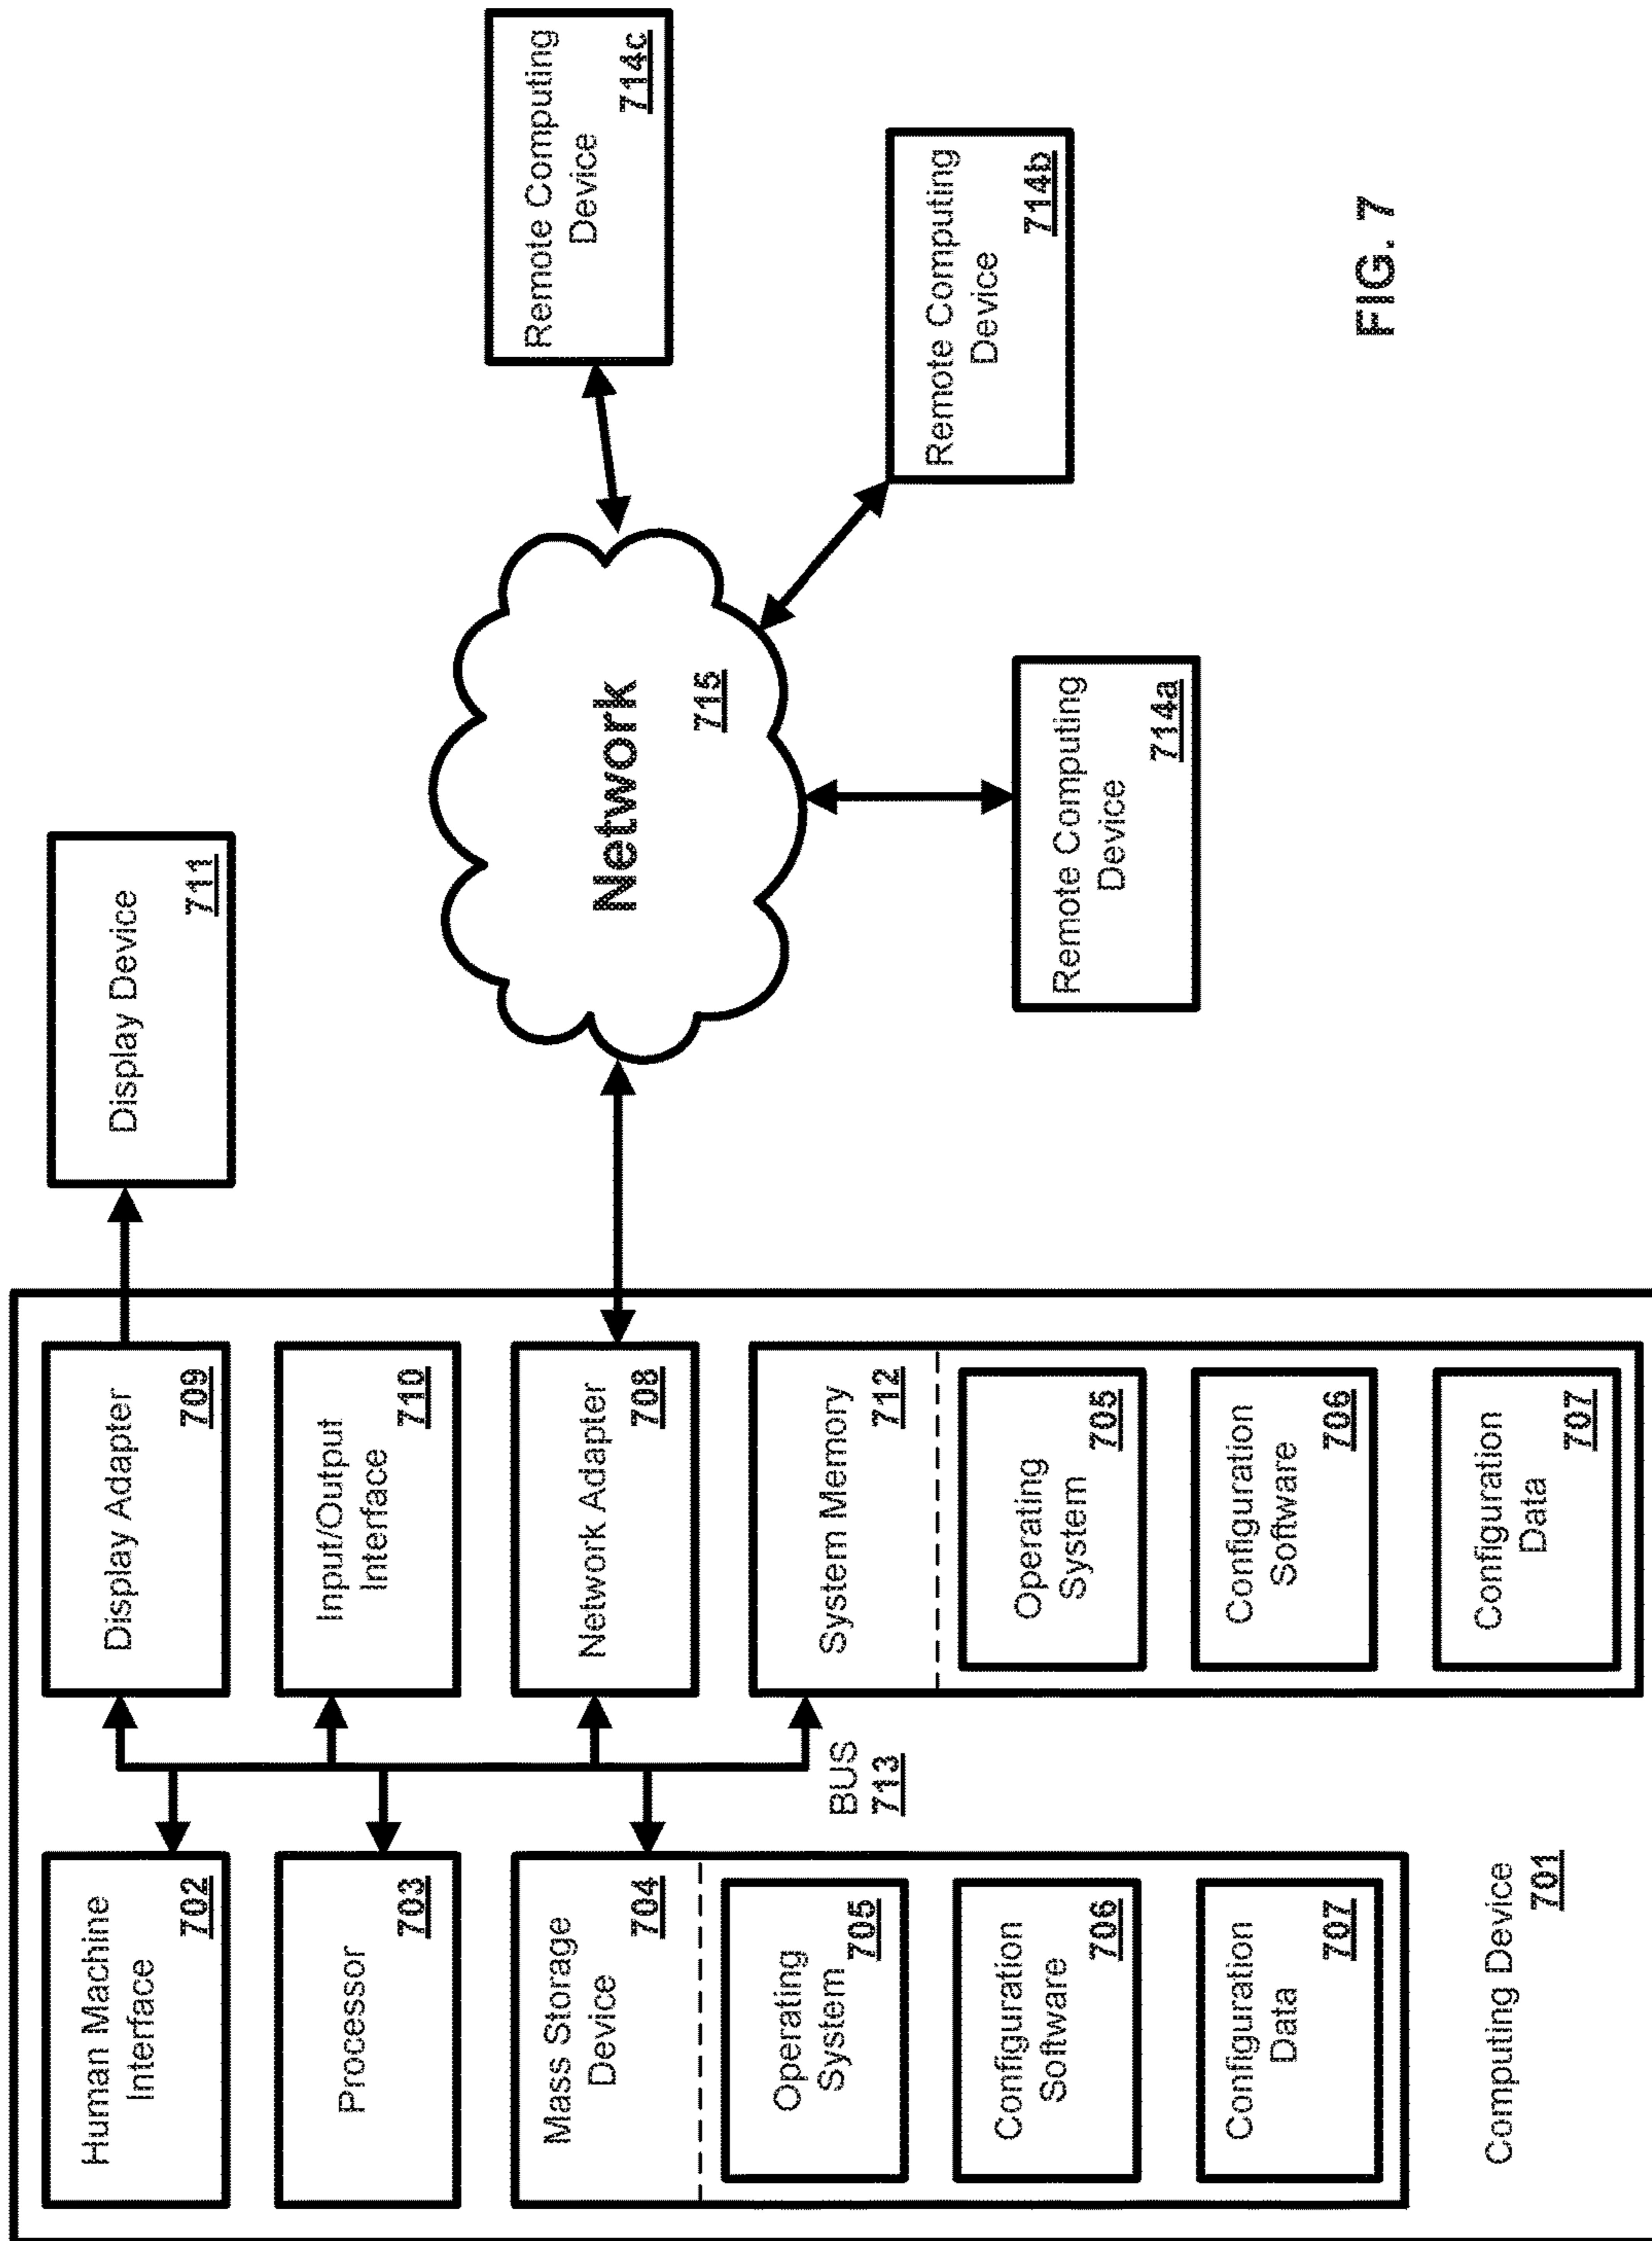 Human Machine
Interface
702
Processor
703
Mass Storage
Device
704
Operating
System
705
Configuration
Software
706
Configuration
Data
707
Computing Device
701
BUS
713
Display Adapter
709
Input/Output
Interface
710
Network Adapter
708
System Memory
712
Operating
System
705
Configuration
Software
706
Configuration
Data
707
Display Device
711
Network
715
Remote Computing
Device
714a
Remote Computing
Device
714b
Remote Computing
Device
714c
FIG. 7